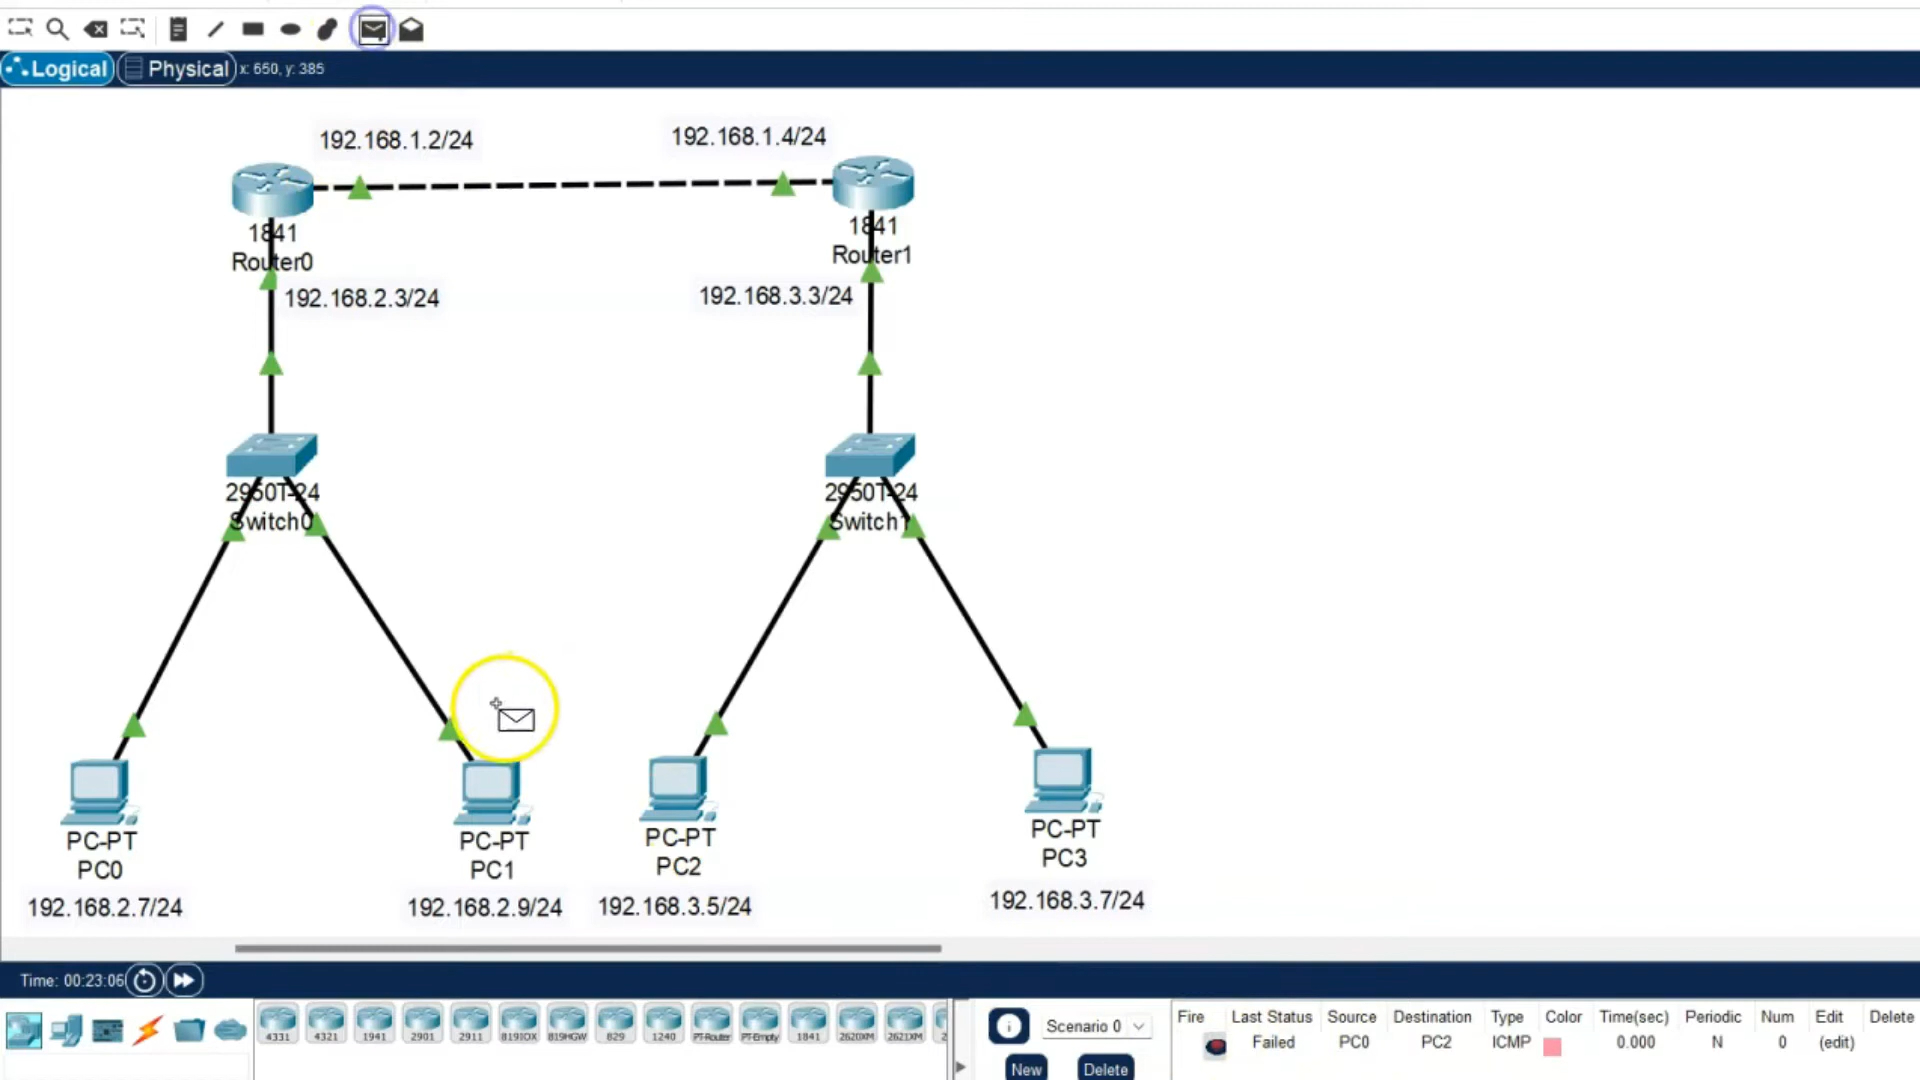 Logical
Physical
x: 650, y: 385
192.168.1.2/24
192.168.1.4/24
1841
Router0
1841
Router1
192.168.2.3/24
192.168.3.3/24
2950T-24
Switch0
2950T-24
Switch1
PC-PT
PC0
PC-PT
PC1
PC-PT
PC2
PC-PT
PC3
192.168.2.7/24
192.168.2.9/24
192.168.3.5/24
192.168.3.7/24
Time: 00:23:06
4331 4321 1941 2901 2911 819IOX 819HGW 829 1240 PT-Router PT-Empty 1841 2620XM 2621XM 2
Scenario 0
New
Delete
Fire Last Status Source Destination Type Color Time(sec) Periodic Num Edit Delete
Failed PC0 PC2 ICMP 0.000 N 0 (edit)